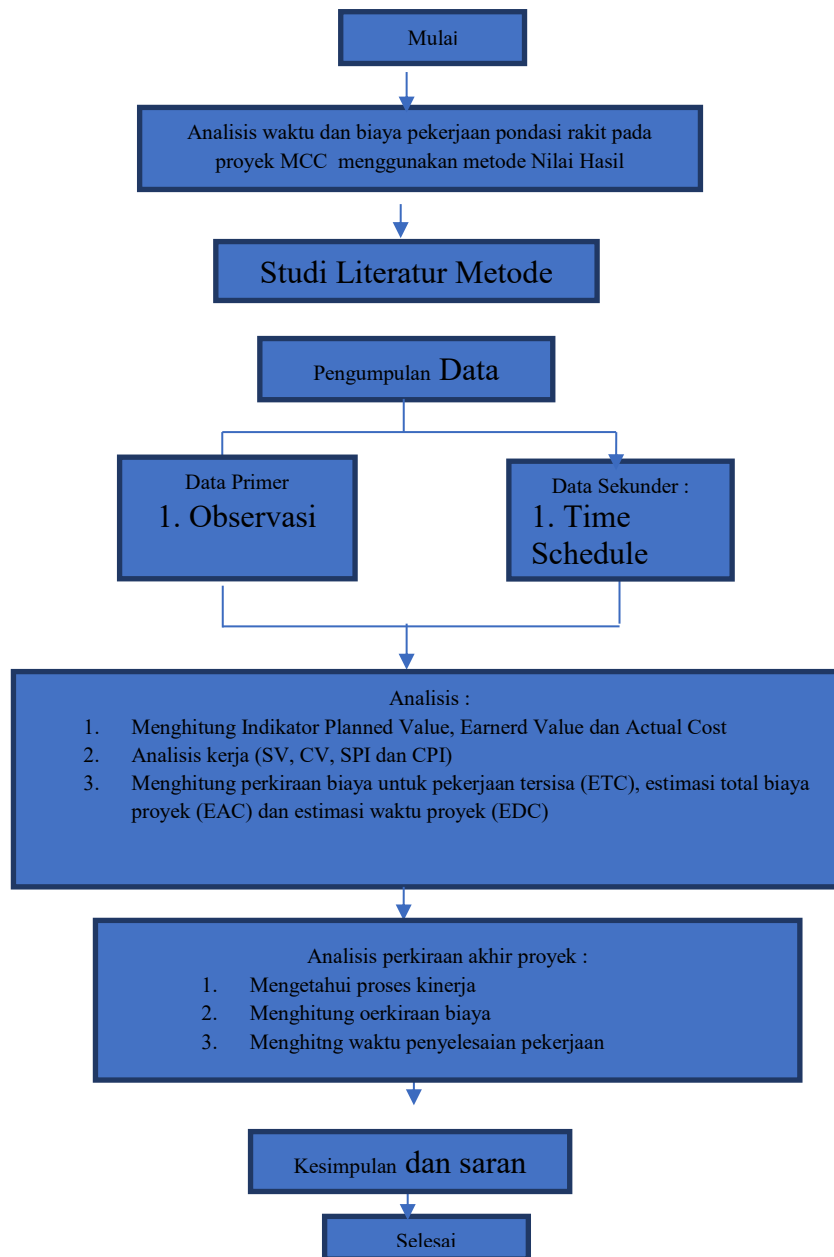 Mulai
Analisis waktu dan biaya pekerjaan pondasi rakit pada
proyek MCC menggunakan metode Nilai Hasil
Studi Literatur Metode
Pengumpulan Data
Data Primer
1. Observasi
Data Sekunder :
1. Time
Schedule
Analisis :
1. Menghitung Indikator Planned Value, Earnerd Value dan Actual Cost
2. Analisis kerja (SV, CV, SPI dan CPI)
3. Menghitung perkiraan biaya untuk pekerjaan tersisa (ETC), estimasi total biaya
proyek (EAC) dan estimasi waktu proyek (EDC)
Analisis perkiraan akhir proyek :
1. Mengetahui proses kinerja
2. Menghitung oerkiraan biaya
3. Menghitng waktu penyelesaian pekerjaan
Kesimpulan dan saran
Selesai